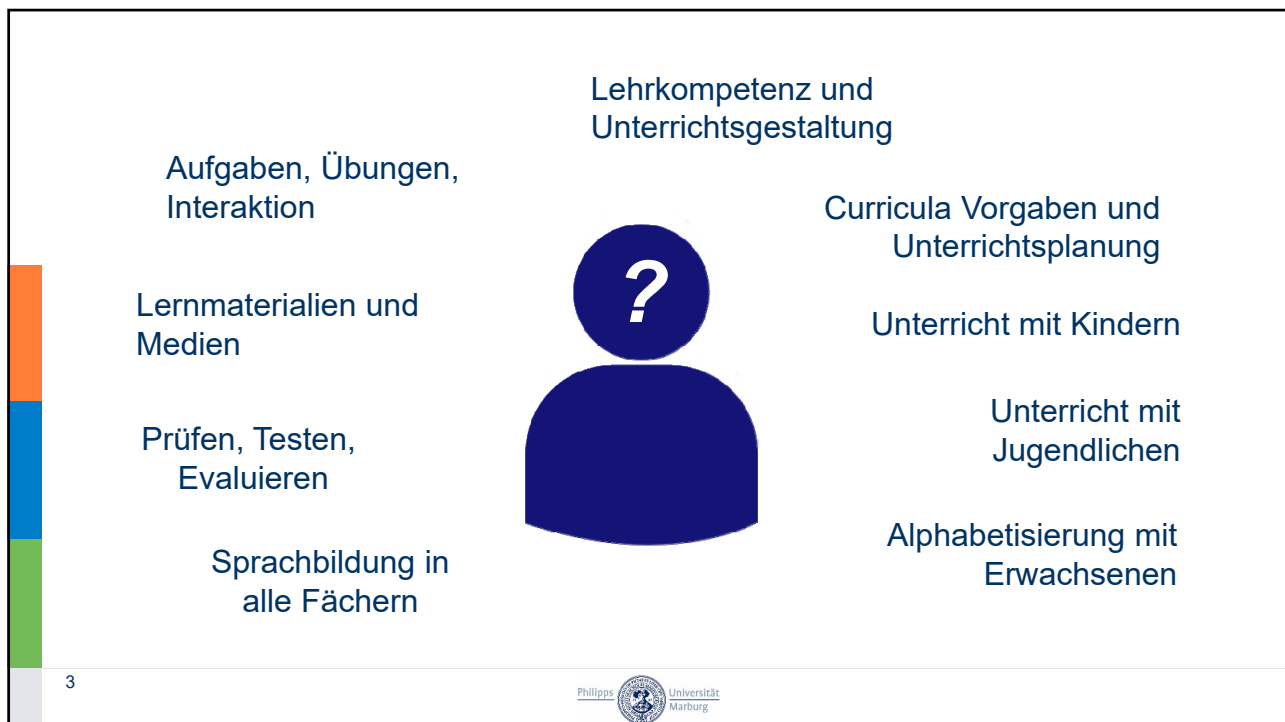 Lehrkompetenz und
Unterrichtsgestaltung
Aufgaben, Übungen,
Interaktion
Curricula Vorgaben und
Unterrichtsplanung
?
Lernmaterialien und
Medien
Unterricht mit Kindern
Unterricht mit
Jugendlichen
Prüfen, Testen,
Evaluieren
Alphabetisierung mit
Erwachsenen
Sprachbildung in
alle Fächern
3
Philipps Universität
Marburg